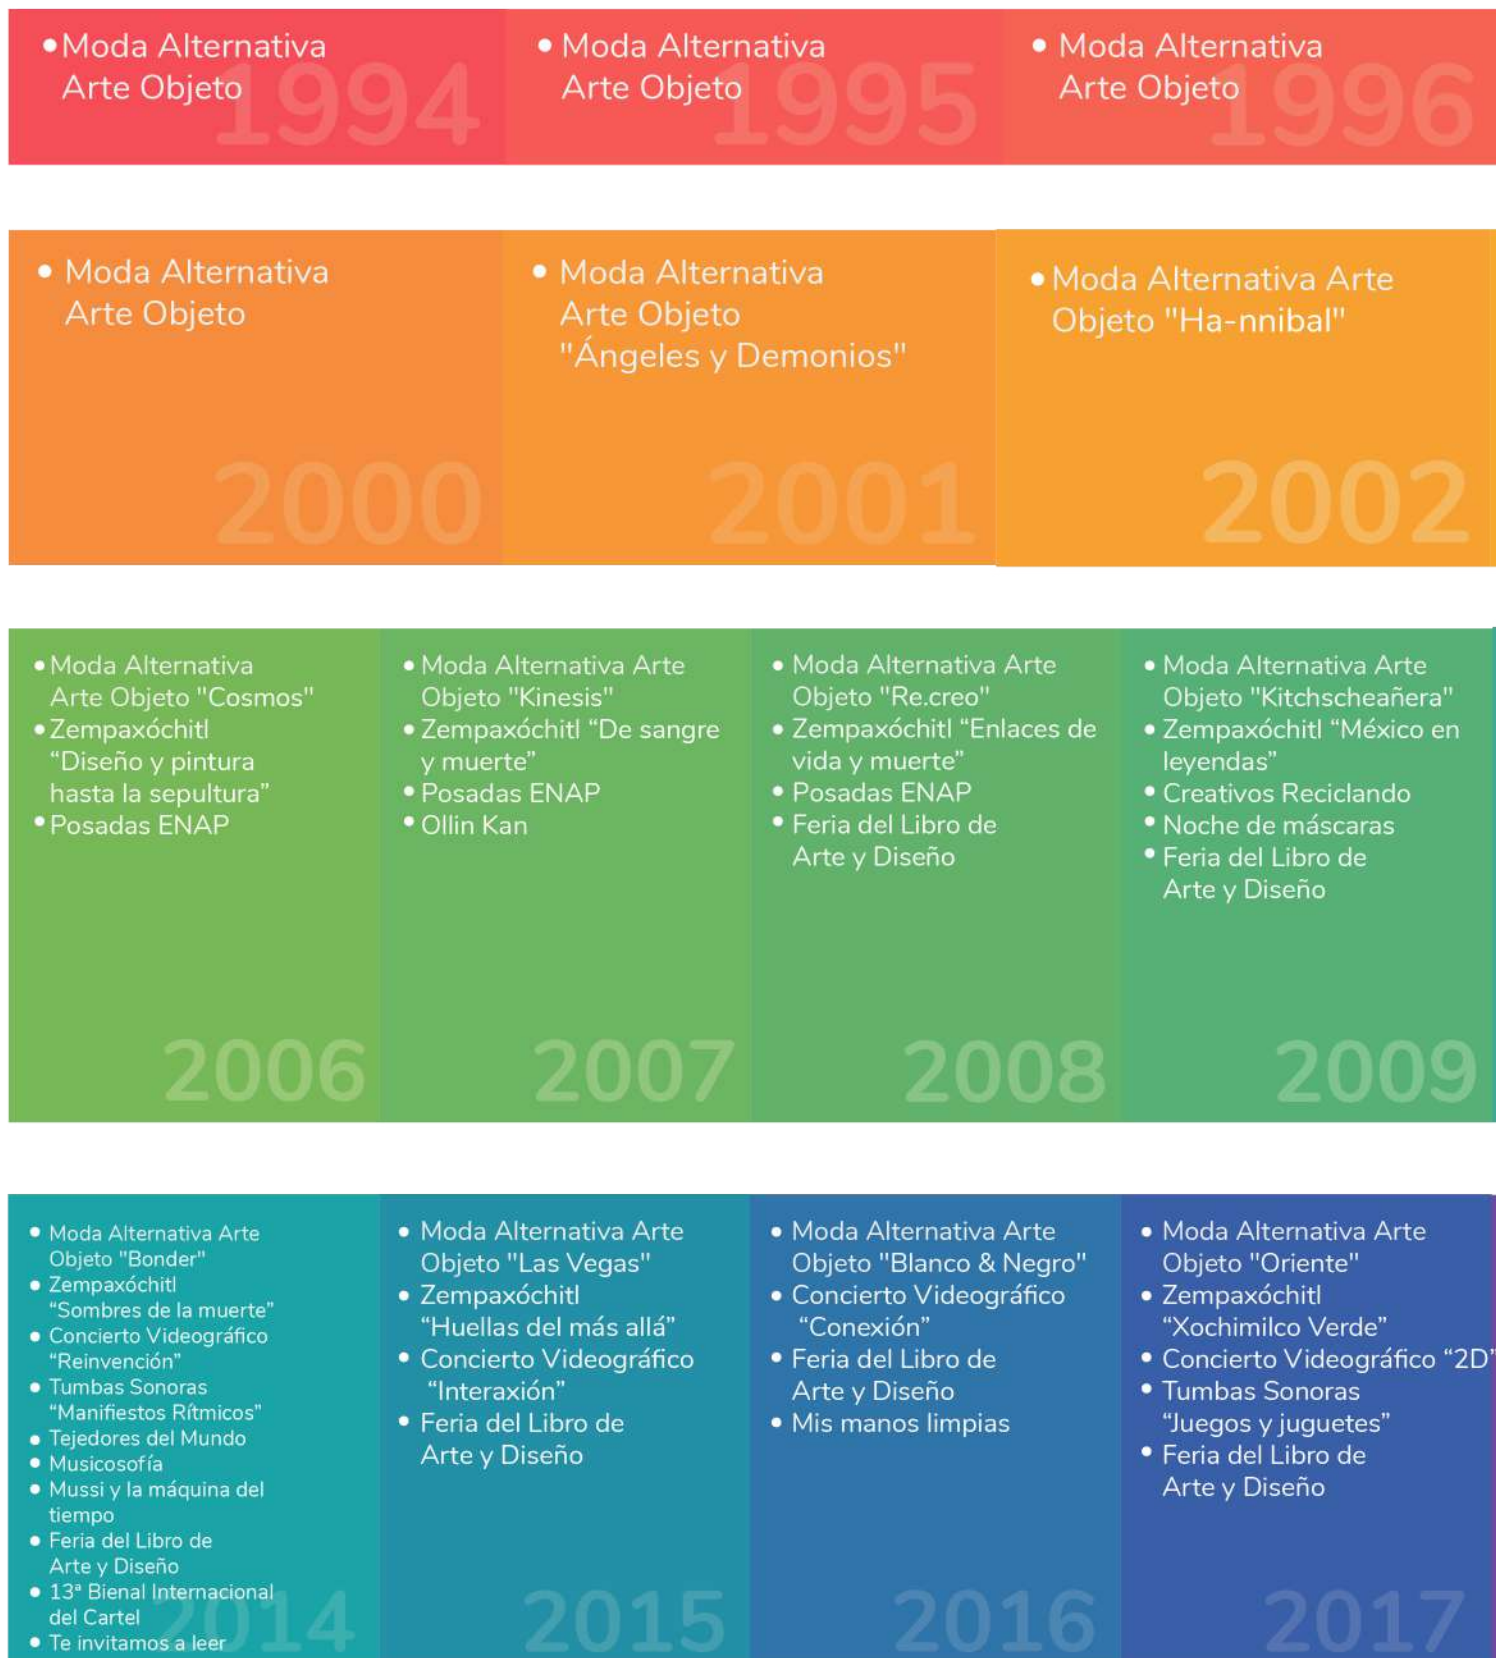 •Moda Alternativa
Arte Objeto
1994
• Moda Alternativa
Arte Objeto
1995
• Moda Alternativa
Arte Objeto
1996
• Moda Alternativa
Arte Objeto
2000
• Moda Alternativa
Arte Objeto
"Ángeles y Demonios"
2001
•Moda Alternativa Arte
Objeto "Ha-nnibal"
2002
•Moda Alternativa
Arte Objeto "Cosmos"
•Zempaxóchitl
“Diseño y pintura
hasta la sepultura”
•Posadas ENAP
2006
•Moda Alternativa Arte
Objeto "Kinesis"
•Zempaxóchitl “De sangre
y muerte”
•Posadas ENAP
•Ollin Kan
2007
• Moda Alternativa Arte
Objeto "Re.creo"
• Zempaxóchitl “Enlaces de
vida y muerte”
• Posadas ENAP
• Feria del Libro de
Arte y Diseño
2008
• Moda Alternativa Arte
Objeto "Kitchscheañera"
• Zempaxóchitl “México en
leyendas”
• Creativos Reciclando
• Noche de máscaras
• Feria del Libro de
Arte y Diseño
2009
• Moda Alternativa Arte
Objeto "Bonder"
• Zempaxóchitl
“Sombres de la muerte”
• Concierto Videográfico
“Reinvención”
• Tumbas Sonoras
“Manifiestos Rítmicos”
• Tejedores del Mundo
• Musicosofía
• Mussi y la máquina del
tiempo
• Feria del Libro de
Arte y Diseño
• 13ª Bienal Internacional
del Cartel
• Te invitamos a leer
2014
• Moda Alternativa Arte
Objeto "Las Vegas"
• Zempaxóchitl
“Huellas del más allá”
• Concierto Videográfico
“Interaxión”
• Feria del Libro de
Arte y Diseño
2015
• Moda Alternativa Arte
Objeto "Blanco & Negro"
• Concierto Videográfico
“Conexión”
• Feria del Libro de
Arte y Diseño
• Mis manos limpias
2016
• Moda Alternativa Arte
Objeto "Oriente"
• Zempaxóchitl
“Xochimilco Verde”
• Concierto Videográfico “2D”
• Tumbas Sonoras
“Juegos y juguetes”
• Feria del Libro de
Arte y Diseño
2017